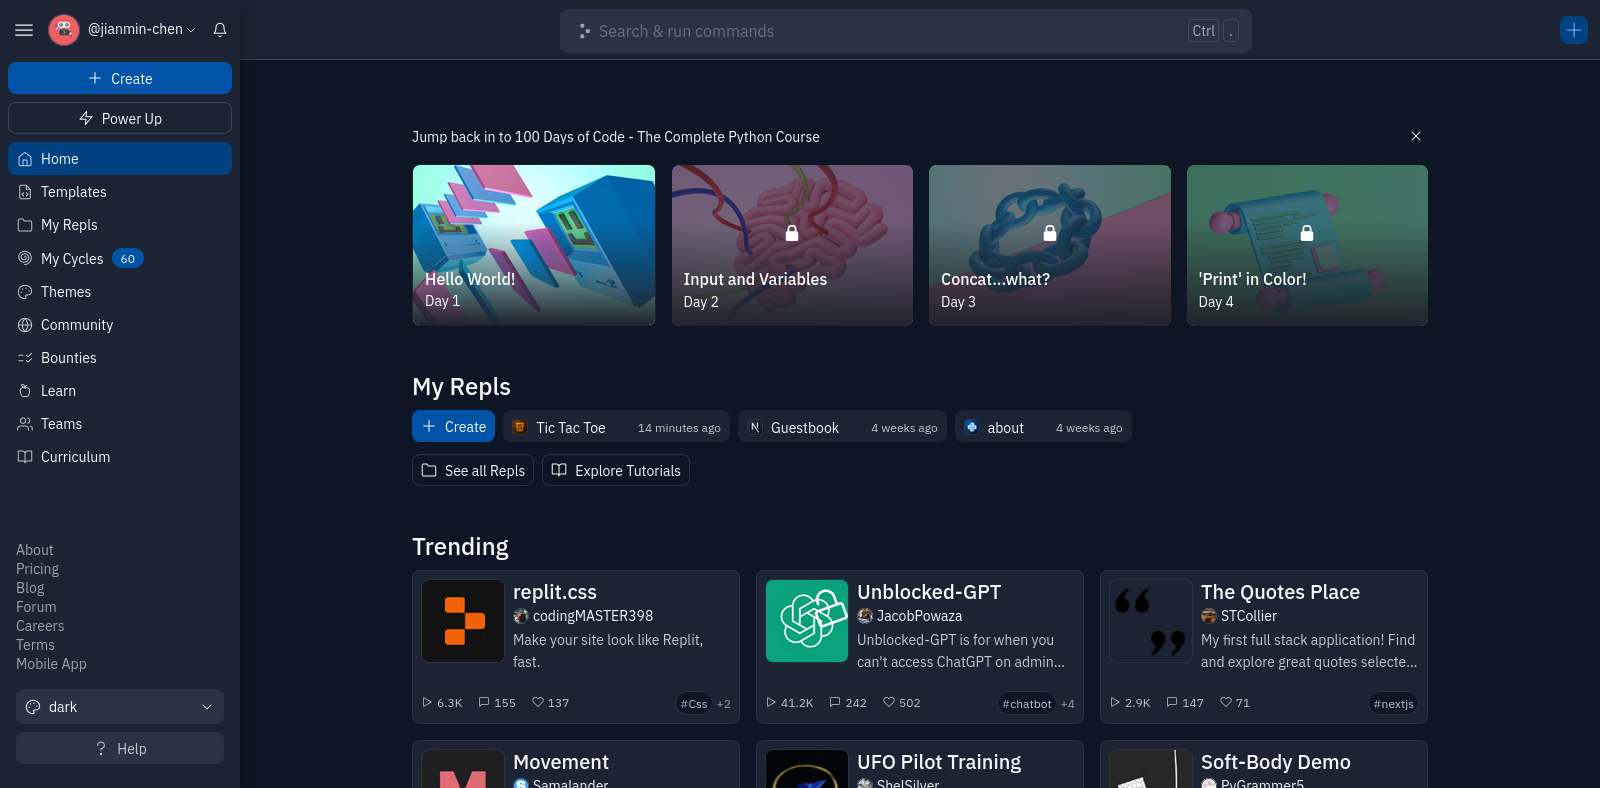 @jianmin-chen
Search & run commands
Ctrl .
Create
Power Up
Home
Templates
My Repls
My Cycles 60
Themes
Community
Bounties
Learn
Teams
Curriculum
About
Pricing
Blog
Forum
Careers
Terms
Mobile App
dark
? Help
Jump back in to 100 Days of Code - The Complete Python Course
Hello World!
Day 1
Input and Variables
Day 2
Concat...what?
Day 3
'Print' in Color!
Day 4
My Repls
Create
Tic Tac Toe 14 minutes ago
N Guestbook 4 weeks ago
about 4 weeks ago
See all Repls
Explore Tutorials
Trending
replit.css
codingMASTER398
Make your site look like Replit,
fast.
6.3K 155 137 #Css +2
Unblocked-GPT
JacobPowaza
Unblocked-GPT is for when you
can't access ChatGPT on admin...
41.2K 242 502 #chatbot +4
The Quotes Place
STCollier
My first full stack application! Find
and explore great quotes selecte...
2.9K 147 71 #nextjs
M
Movement
Samalander
UFO Pilot Training
ShelSilver
Soft-Body Demo
PyGrammer5